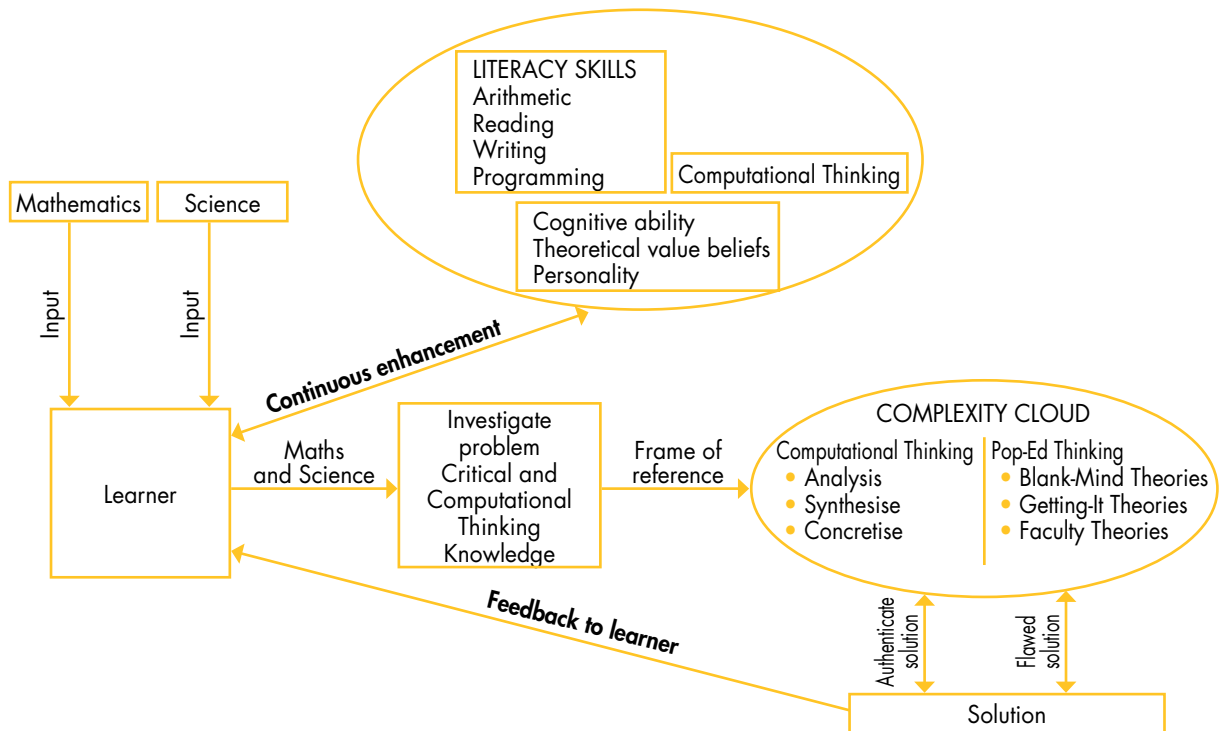 LITERACY SKILLS
Arithmetic
Reading
Writing
Programming
Computational Thinking
Cognitive ability
Theoretical value beliefs
Personality
Mathematics
Science
Input
Input
Continuous enhancement
Learner
Maths
and Science
Investigate
problem
Critical and
Computational
Thinking
Knowledge
Frame of
reference
COMPLEXITY CLOUD
Computational Thinking
Analysis
Synthesise
Concretise
Pop-Ed Thinking
Blank-Mind Theories
Getting-It Theories
Faculty Theories
Feedback to learner
Authenticate
solution
Flawed
solution
Solution